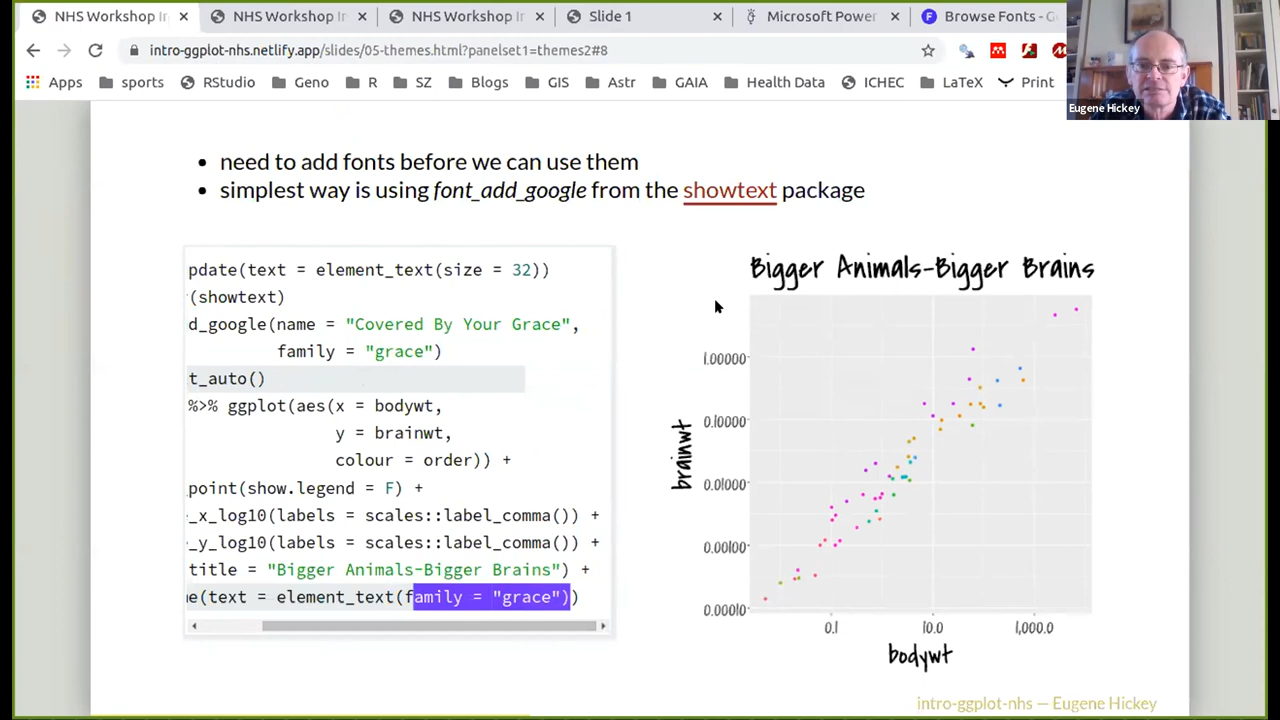 NHS Workshop In
NHS Workshop In
NHS Workshop In
Slide 1
Microsoft Power
Browse Fonts - G
intro-ggplot-nhs.netlify.app/slides/05-themes.html?panelset1=themes2#8
Apps
sports
RStudio
Geno
R
SZ
Blogs
GIS
Astr
GAIA
Health Data
ICHEC
LaTeX
Print
Eugene Hickey
• need to add fonts before we can use them
• simplest way is using font_add_google from the showtext package
pdate(text = element_text(size = 32))
(showtext)
d_google(name = "Covered By Your Grace",
family = "grace")
t_auto()
%>% ggplot(aes(x = bodywt,
y = brainwt,
colour = order)) +
point(show.legend = F) +
_x_log10(labels = scales::label_comma()) +
_y_log10(labels = scales::label_comma()) +
title = "Bigger Animals-Bigger Brains") +
e(text = element_text(family = "grace"))
Bigger Animals-Bigger Brains
brainwt
1.00000
0.10000
0.01000
0.00100
0.00010
0.1
10.0
1,000.0
bodywt
intro-ggplot-nhs — Eugene Hickey